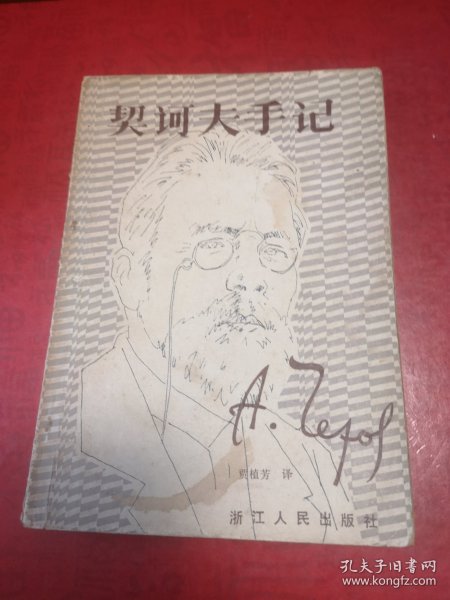 契诃夫手记
А. Чехов
贾植芳 译
浙江人民出版社
孔夫子旧书网
www.kongfz.com